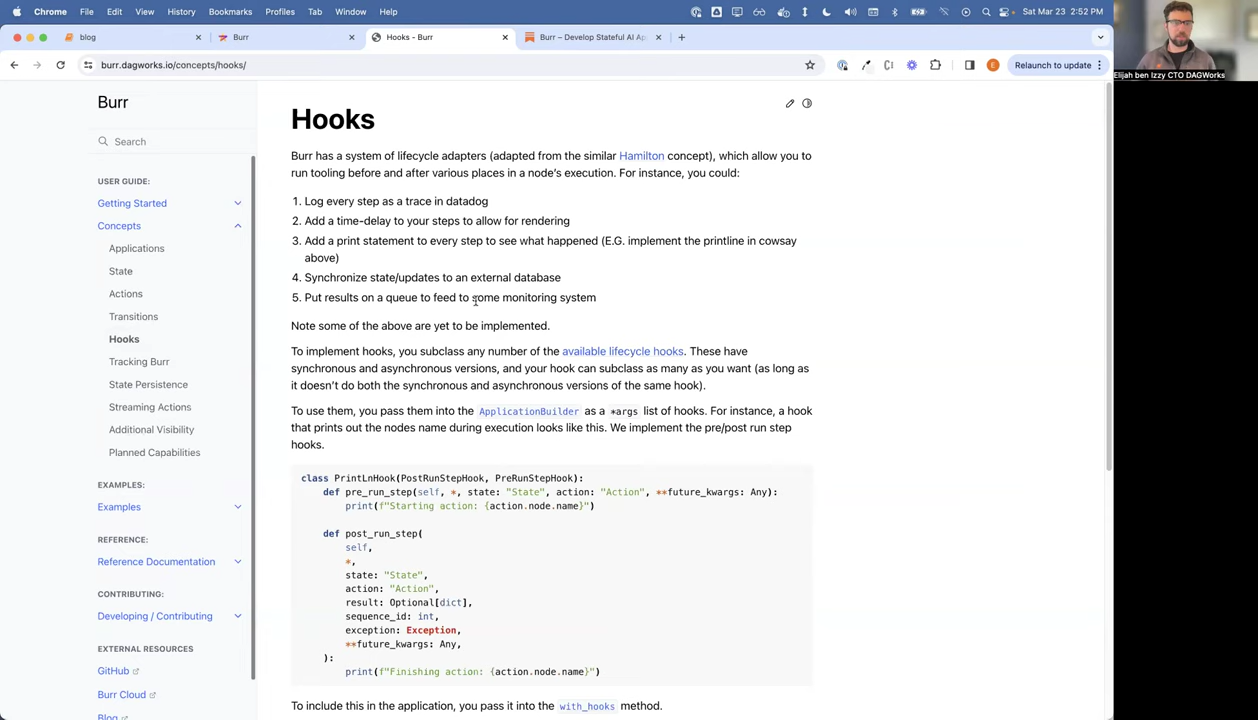 Chrome File Edit View History Bookmarks Profiles Tab Window Help Sat Mar 23 2:52 PM
blog Burr Hooks - Burr Burr – Develop Stateful AI Ap
burr.dagworks.io/concepts/hooks/ E Relaunch to update
Elijah ben Izzy CTO DAGWorks
Burr
Search
USER GUIDE:
Getting Started
Concepts
Applications
State
Actions
Transitions
Hooks
Tracking Burr
State Persistence
Streaming Actions
Additional Visibility
Planned Capabilities
EXAMPLES:
Examples
REFERENCE:
Reference Documentation
CONTRIBUTING:
Developing / Contributing
EXTERNAL RESOURCES
GitHub
Burr Cloud
Blog
Hooks
Burr has a system of lifecycle adapters (adapted from the similar Hamilton concept), which allow you to
run tooling before and after various places in a node's execution. For instance, you could:
1. Log every step as a trace in datadog
2. Add a time-delay to your steps to allow for rendering
3. Add a print statement to every step to see what happened (E.G. implement the printline in cowsay
above)
4. Synchronize state/updates to an external database
5. Put results on a queue to feed to some monitoring system
Note some of the above are yet to be implemented.
To implement hooks, you subclass any number of the available lifecycle hooks. These have
synchronous and asynchronous versions, and your hook can subclass as many as you want (as long as
it doesn't do both the synchronous and asynchronous versions of the same hook).
To use them, you pass them into the ApplicationBuilder as a *args list of hooks. For instance, a hook
that prints out the nodes name during execution looks like this. We implement the pre/post run step
hooks.
class PrintLnHook(PostRunStepHook, PreRunStepHook):
def pre_run_step(self, *, state: "State", action: "Action", **future_kwargs: Any):
print(f"Starting action: {action.node.name}")
def post_run_step(
self,
*,
state: "State",
action: "Action",
result: Optional[dict],
sequence_id: int,
exception: Exception,
**future_kwargs: Any,
):
print(f"Finishing action: {action.node.name}")
To include this in the application, you pass it into the with_hooks method.